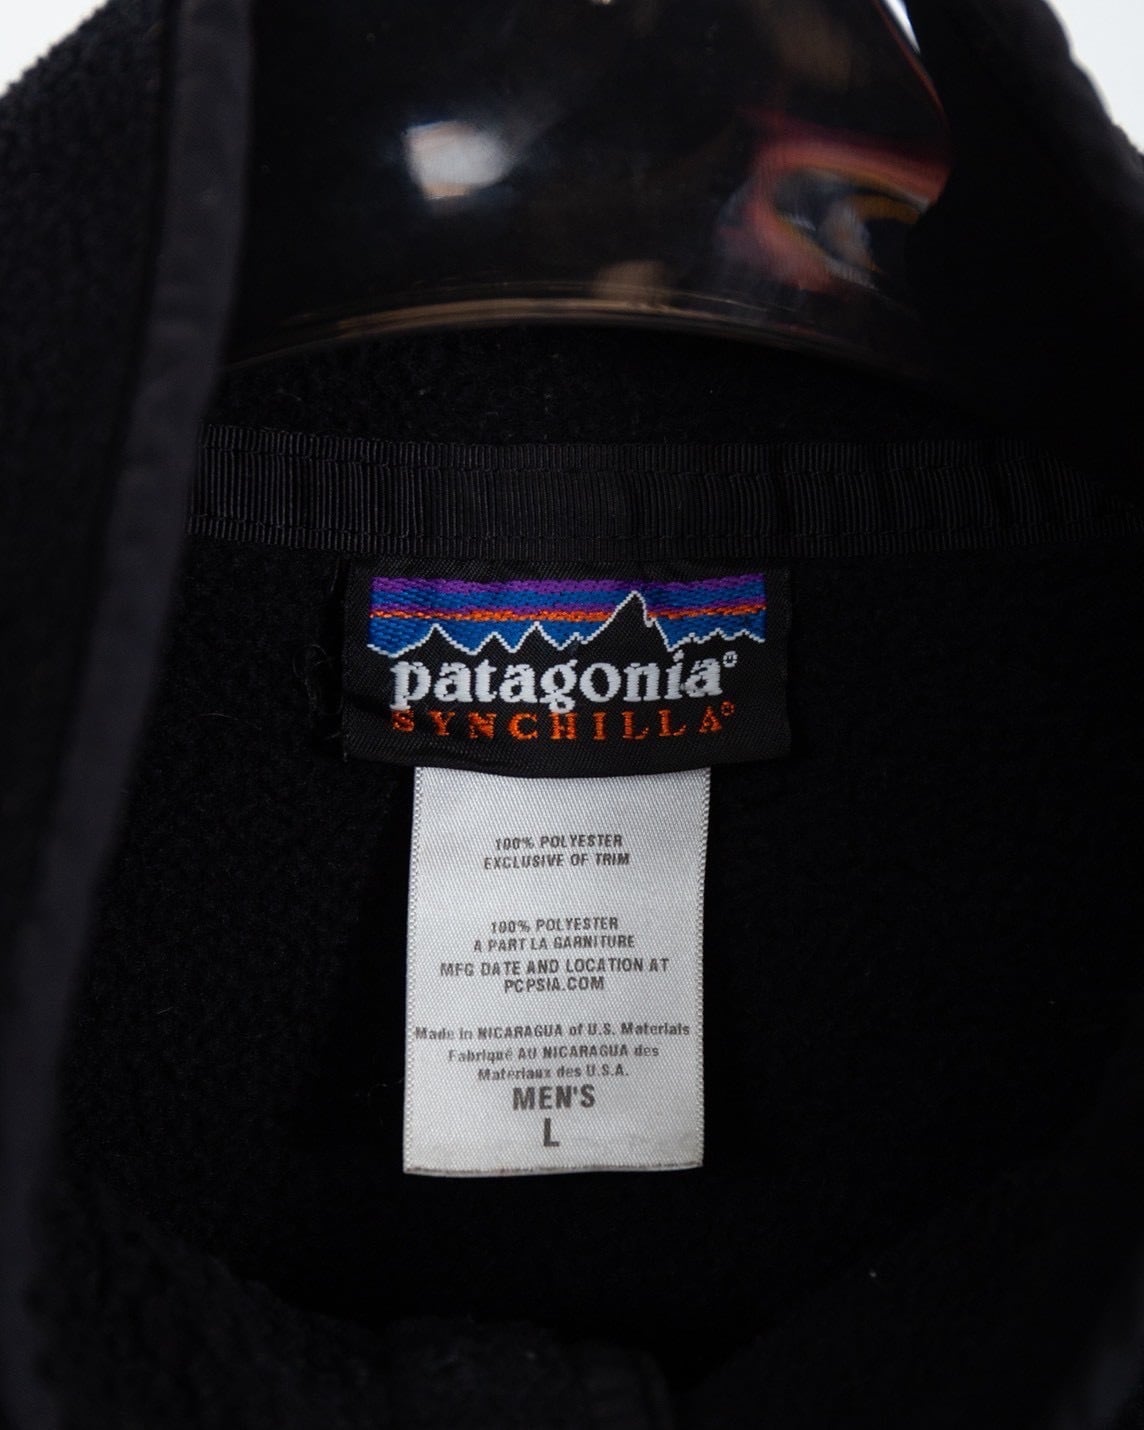 patagonia®
SYNCHILLA®
100% POLYESTER
EXCLUSIVE OF TRIM
100% POLYESTER
A PART LA GARNITURE
MFG DATE AND LOCATION AT
PCPSIA.COM
Made in NICARAGUA of U.S. Materials
Fabriqué AU NICARAGUA des
Matériaux des U.S.A.
MEN'S
L